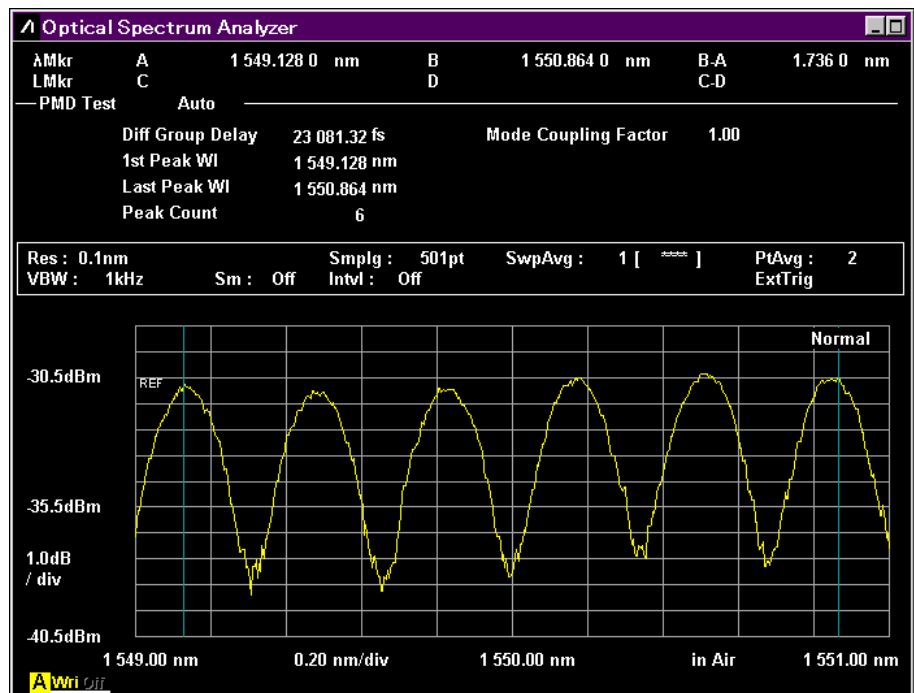 Optical Spectrum Analyzer
λMkr A 1 549.128 0 nm B 1 550.864 0 nm B-A 1.736 0 nm
LMkr C D C-D
PMD Test Auto
Diff Group Delay 23 081.32 fs Mode Coupling Factor 1.00
1st Peak Wl 1 549.128 nm
Last Peak Wl 1 550.864 nm
Peak Count 6
Res : 0.1nm Smplg : 501pt SwpAvg : 1 [ **** ] PtAvg : 2
VBW : 1kHz Sm : Off Intvl : Off ExtTrig
Normal
-30.5dBm REF
-35.5dBm
1.0dB
/ div
-40.5dBm
1 549.00 nm 0.20 nm/div 1 550.00 nm in Air 1 551.00 nm
A Wri Off